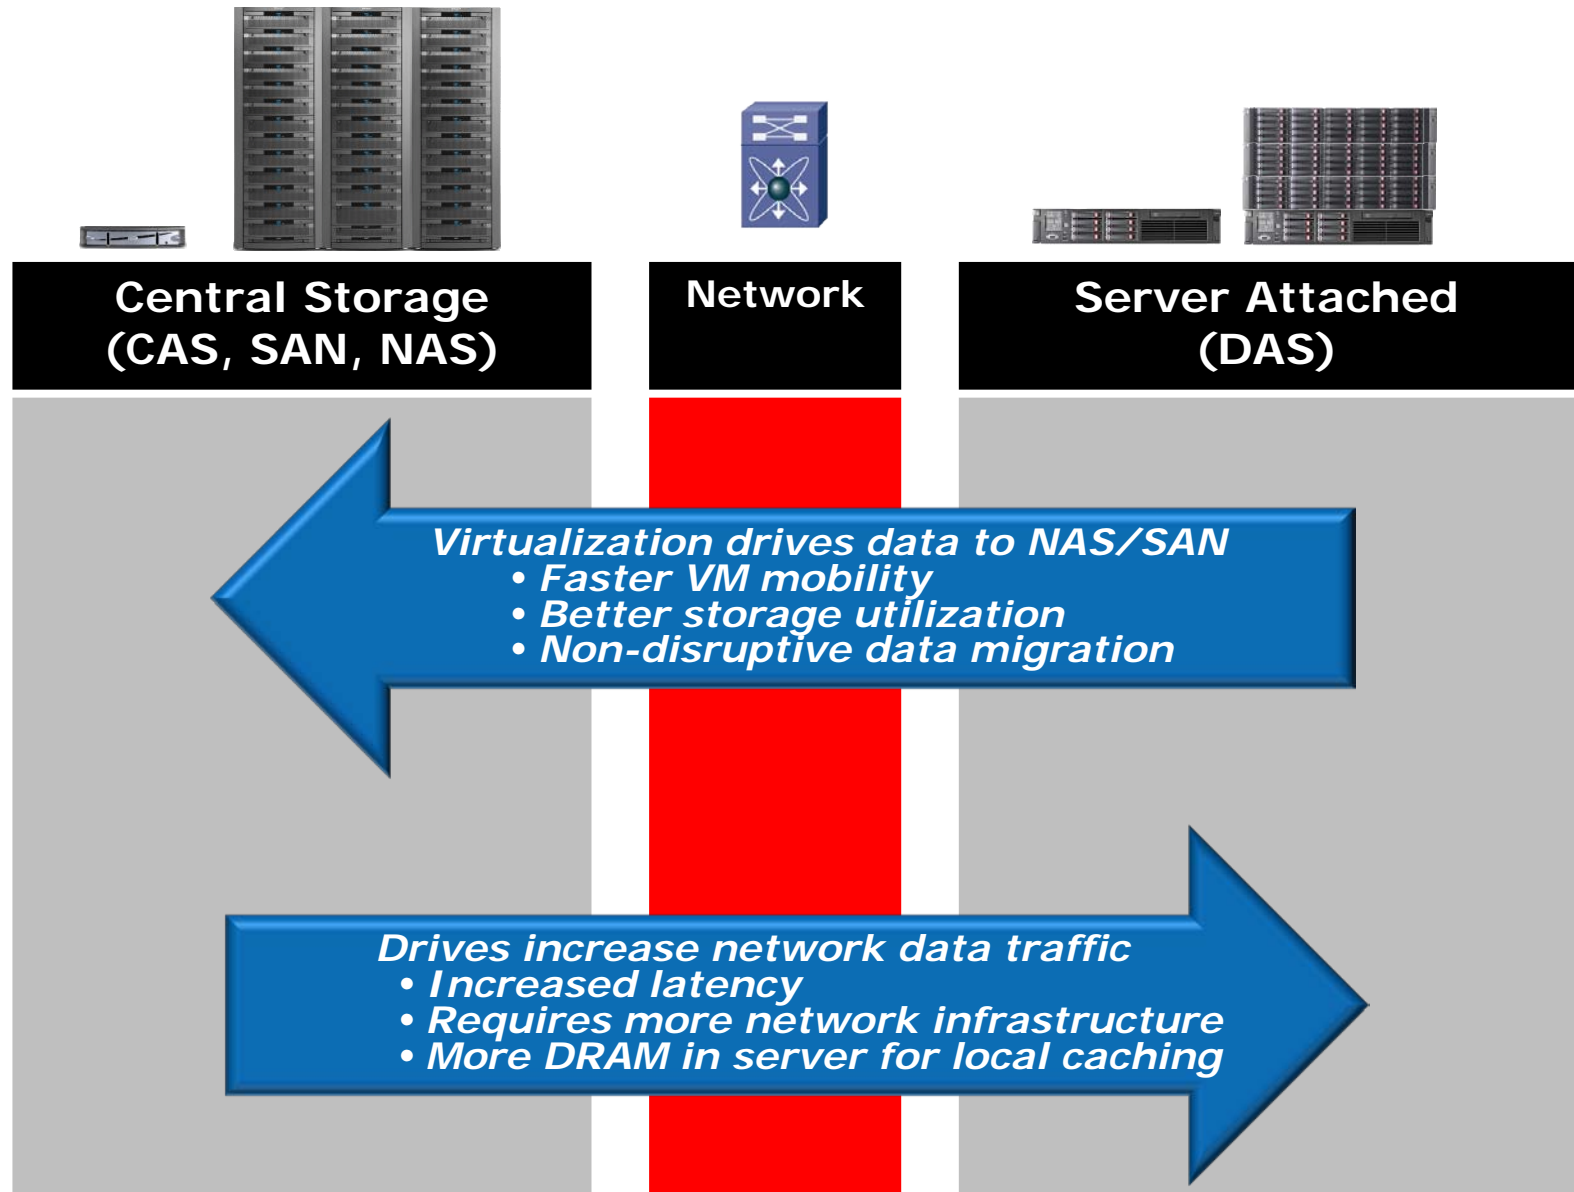 Central Storage
(CAS, SAN, NAS)
Network
Server Attached
(DAS)
Virtualization drives data to NAS/SAN
• Faster VM mobility
• Better storage utilization
• Non-disruptive data migration
Drives increase network data traffic
• Increased latency
• Requires more network infrastructure
• More DRAM in server for local caching